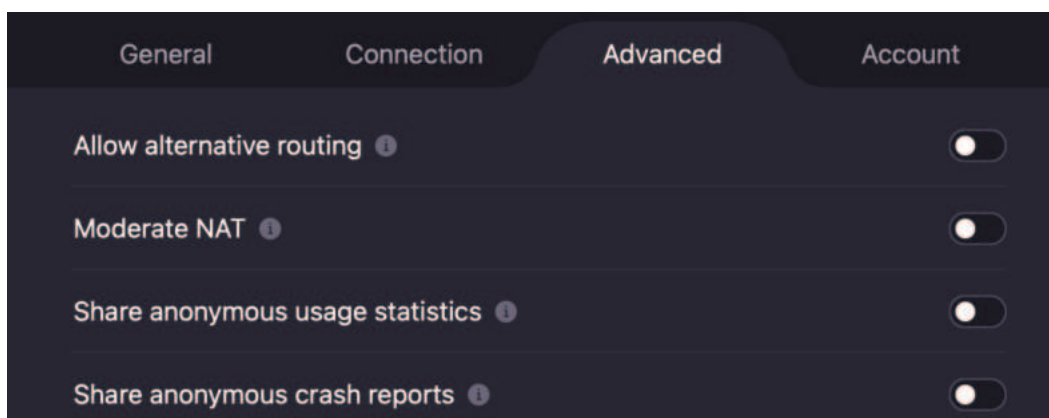 General Connection Advanced Account
Allow alternative routing
Moderate NAT
Share anonymous usage statistics
Share anonymous crash reports